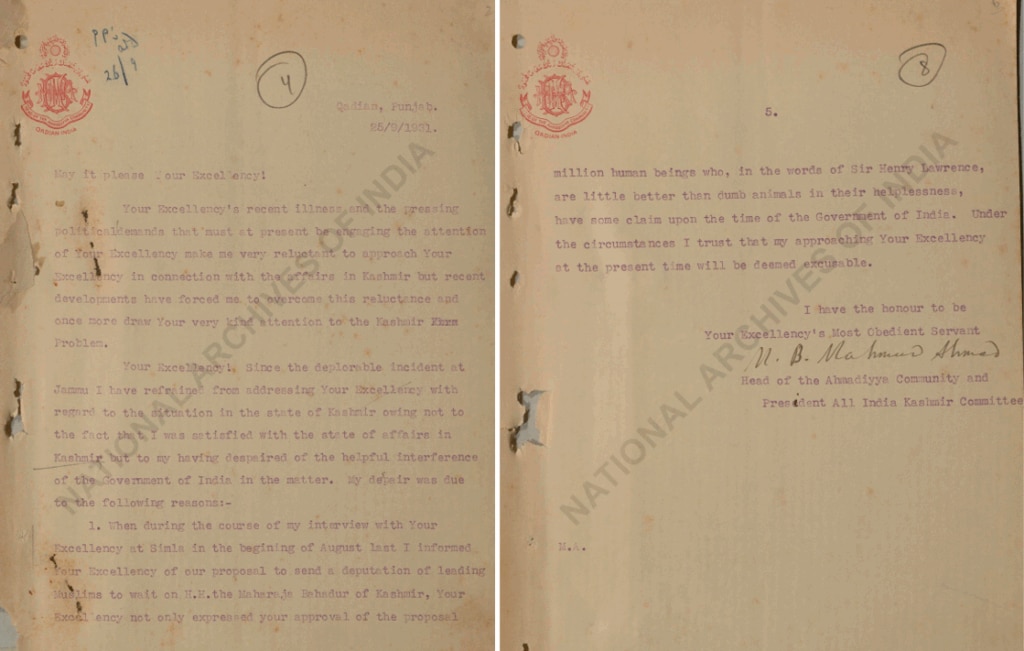 PP's
26/9
4
QADIAN-INDIA
Qadian, Punjab.
25/9/1931.
May it please Your Excellency!
Your Excellency's recent illness and the pressing
political demands that must at present be engaging the attention
of Your Excellency make me very reluctant to approach Your
Excellency in connection with the affairs in Kashmir but recent
developments have forced me to overcome this reluctance and
once more draw Your very kind attention to the Kashmir
Problem.
Your Excellency! Since the deplorable incident at
Jammu I have refrained from addressing Your Excellency with
regard to the situation in the state of Kashmir owing not to
the fact that I was satisfied with the state of affairs in
Kashmir but to my having despaired of the helpful interference
of the Government of India in the matter. My depair was due
to the following reasons:-
1. When during the course of my interview with Your
Excellency at Simla in the begining of August last I informed
Your Excellency of our proposal to send a deputation of leading
Muslims to wait on H.H.the Maharaja Bahadur of Kashmir, Your
Excellency not only expressed your approval of the proposal
NATIONAL ARCHIVES OF INDIA
8
QADIAN-INDIA
5.
million human beings who, in the words of Sir Henry Lawrence,
are little better than dumb animals in their helplessness,
have some claim upon the time of the Government of India. Under
the circumstances I trust that my approaching Your Excellency
at the present time will be deemed excusable.
I have the honour to be
Your Excellency's Most Obedient Servant
M. B. Mahmud Ahmad
Head of the Ahmadiyya Community and
President All India Kashmir Committee
M.A.
NATIONAL ARCHIVES OF INDIA